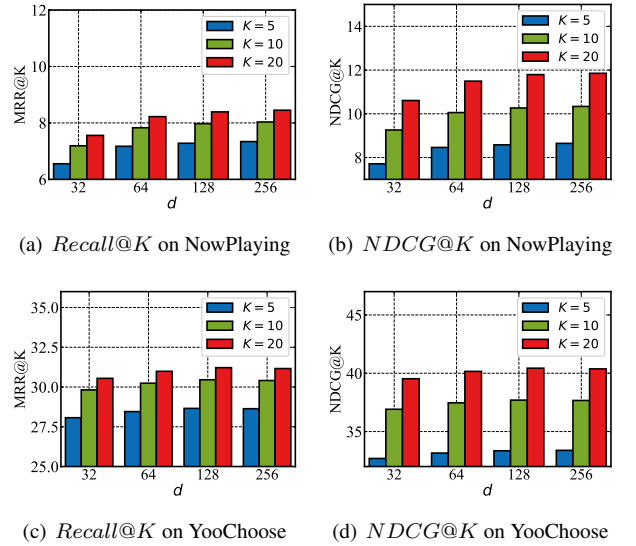 12
10
8
6
MRR@K
K = 5
K = 10
K = 20
32 64 128 256
d
(a) Recall@K on NowPlaying
14
12
10
8
NDCG@K
K = 5
K = 10
K = 20
32 64 128 256
d
(b) NDCG@K on NowPlaying
35.0
32.5
30.0
27.5
25.0
MRR@K
K = 5
K = 10
K = 20
32 64 128 256
d
(c) Recall@K on YooChoose
45
40
35
NDCG@K
K = 5
K = 10
K = 20
32 64 128 256
d
(d) NDCG@K on YooChoose